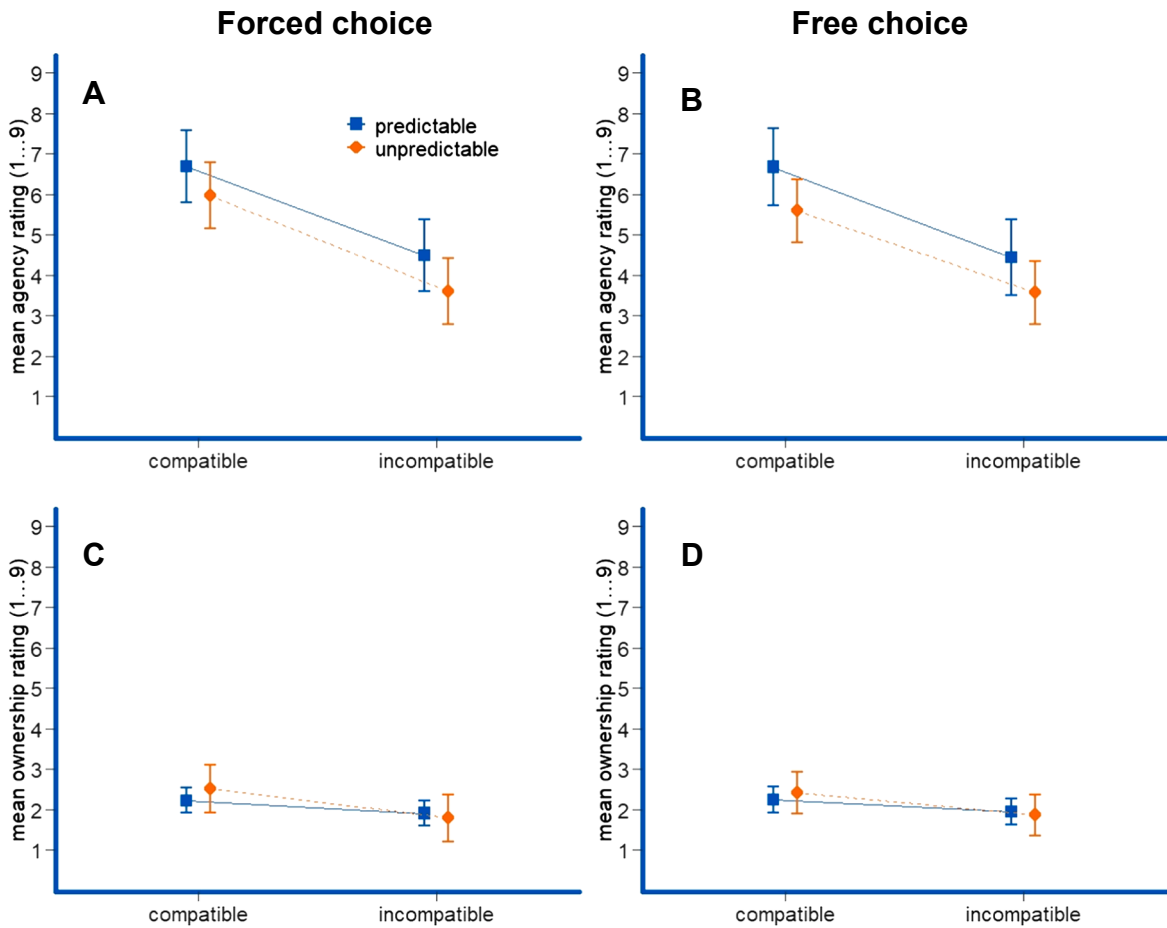 Forced choice
Free choice
A
predictable
unpredictable
mean agency rating (1...9)
9
8
7
6
5
4
3
2
1
compatible
incompatible
B
mean agency rating (1...9)
9
8
7
6
5
4
3
2
1
compatible
incompatible
C
mean ownership rating (1...9)
9
8
7
6
5
4
3
2
1
compatible
incompatible
D
mean ownership rating (1...9)
9
8
7
6
5
4
3
2
1
compatible
incompatible